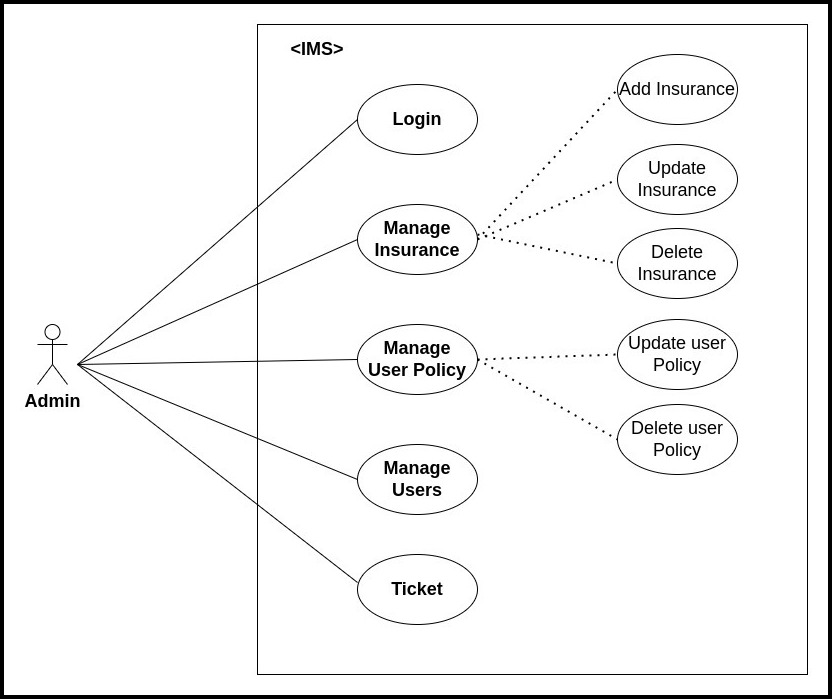 <IMS>
Login
Manage
Insurance
Manage
User Policy
Manage
Users
Ticket
Add Insurance
Update
Insurance
Delete
Insurance
Update user
Policy
Delete user
Policy
Admin